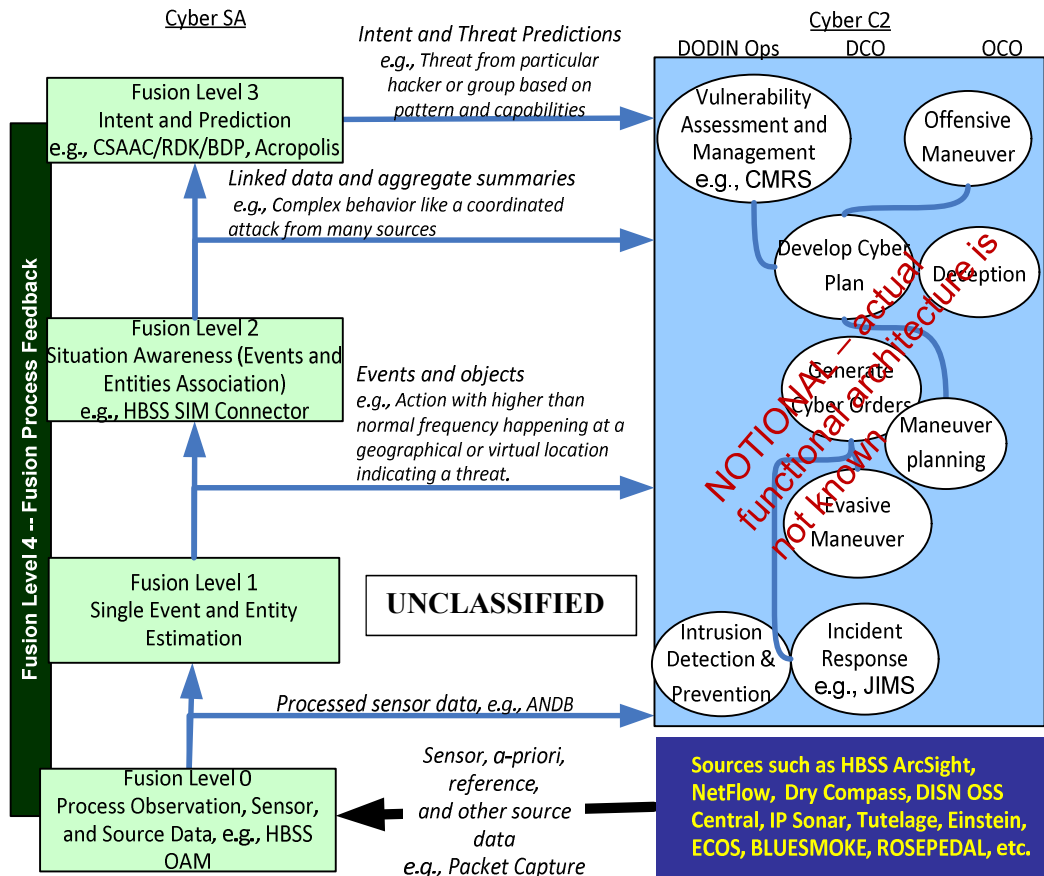 Cyber SA
Cyber C2
DODIN Ops
DCO
OCO
Fusion Level 4 -- Fusion Process Feedback
Fusion Level 3
Intent and Prediction
e.g., CSAAC/RDK/BDP, Acropolis
Intent and Threat Predictions
e.g., Threat from particular
hacker or group based on
pattern and capabilities
Linked data and aggregate summaries
e.g., Complex behavior like a coordinated
attack from many sources
Fusion Level 2
Situation Awareness (Events and
Entities Association)
e.g., HBSS SIM Connector
Events and objects
e.g., Action with higher than
normal frequency happening at a
geographical or virtual location
indicating a threat.
Fusion Level 1
Single Event and Entity
Estimation
UNCLASSIFIED
Processed sensor data, e.g., ANDB
Fusion Level 0
Process Observation, Sensor,
and Source Data, e.g., HBSS
OAM
Sensor, a-priori,
reference,
and other source
data
e.g., Packet Capture
Vulnerability
Assessment and
Management
e.g., CMRS
Offensive
Maneuver
Develop Cyber
Plan
Deception
Generate
Cyber Orders
Maneuver
planning
Evasive
Maneuver
Intrusion
Detection &
Prevention
Incident
Response
e.g., JIMS
NOTIONAL – actual
functional architecture is
not known
Sources such as HBSS ArcSight,
NetFlow, Dry Compass, DISN OSS
Central, IP Sonar, Tutelage, Einstein,
ECOS, BLUESMOKE, ROSEPEDAL, etc.